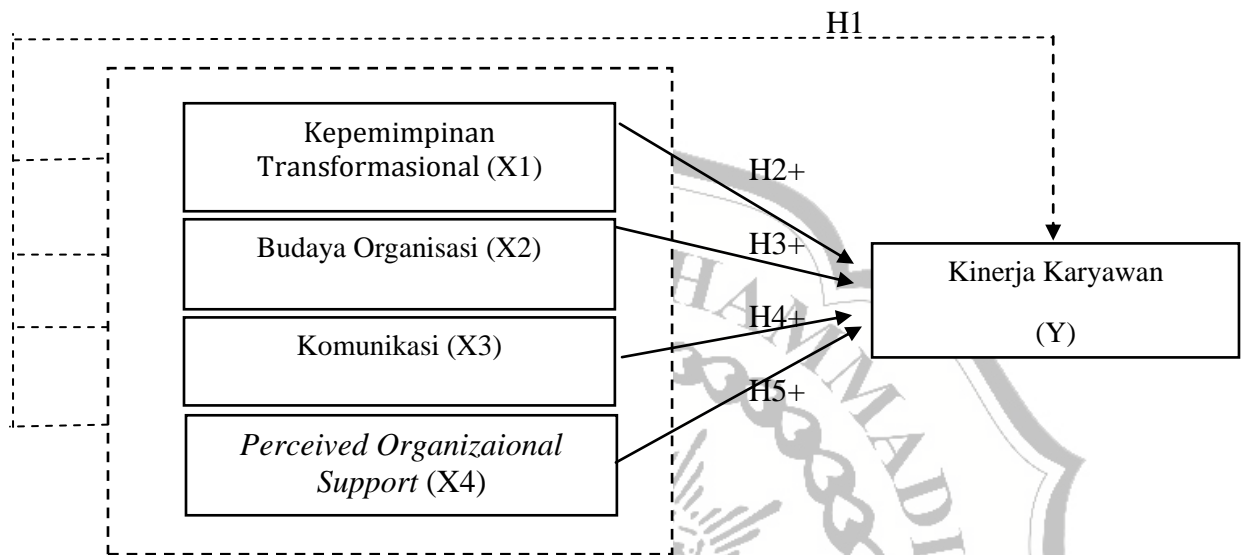 H1
Kepemimpinan
Transformasional (X1)
H2+
Budaya Organisasi (X2)
H3+
Kinerja Karyawan
(Y)
HAMMADI
H4+
Komunikasi (X3)
H5+
Perceived Organizaional
Support (X4)